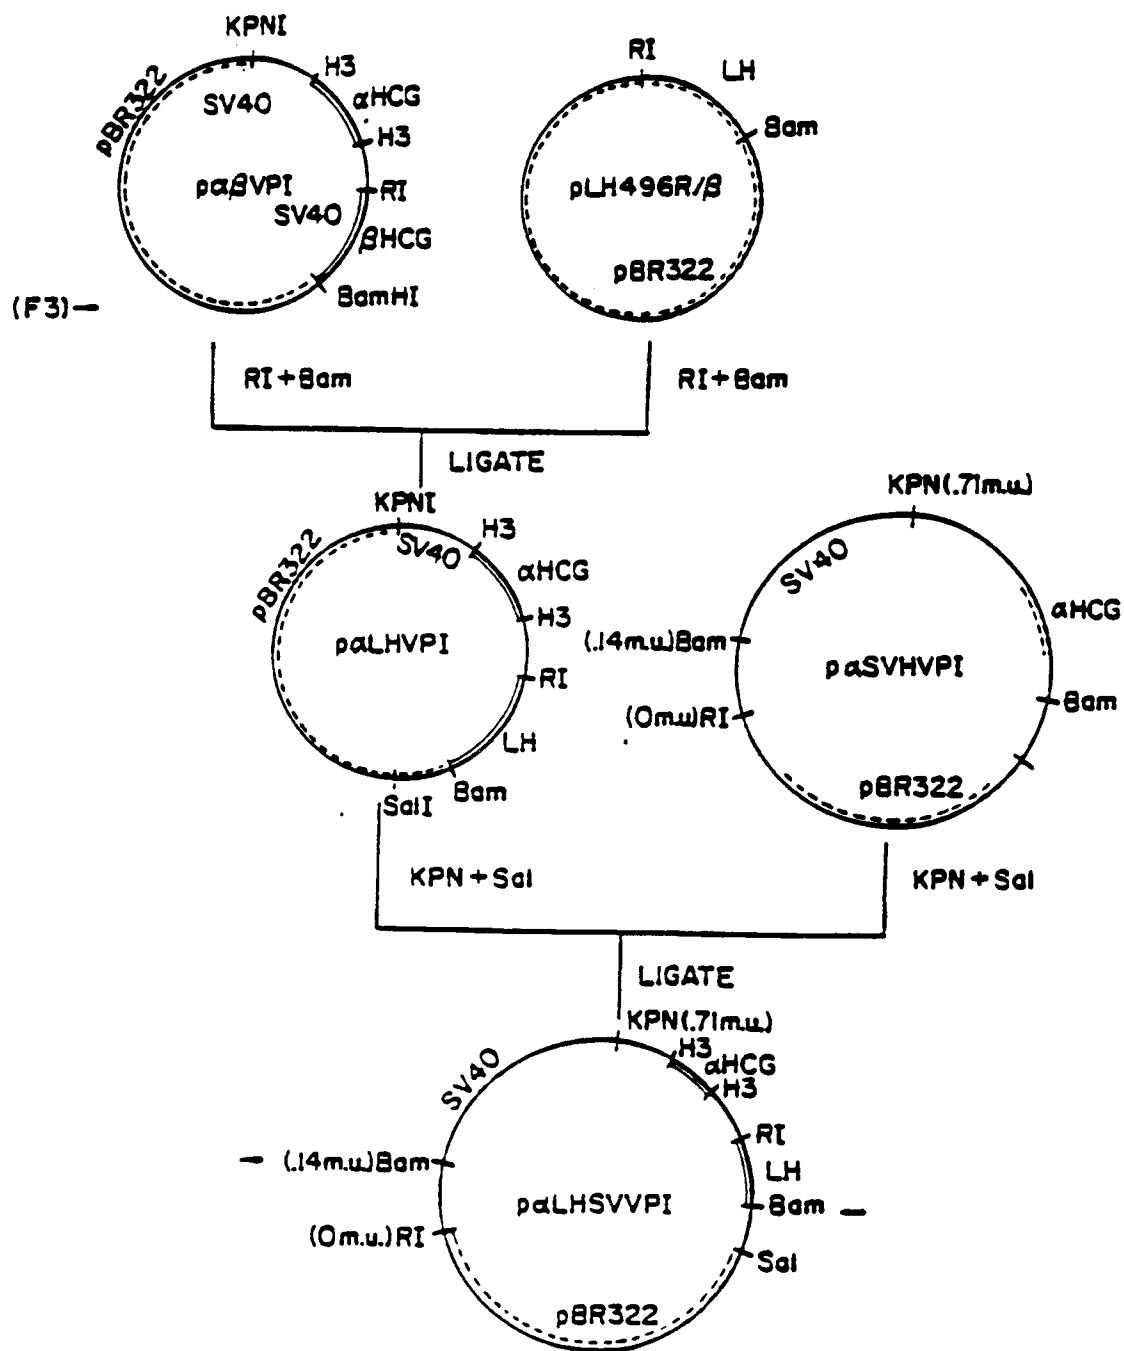 KPNI
H3
αHCG
H3
RI
βHCG
BamHI
pBR322
SV40
pαβVPI
SV40
(F3)
RI
LH
Bam
pLH496R/β
pBR322
RI+Bam
RI+Bam
LIGATE
KPNI
SV40
H3
αHCG
H3
RI
LH
Bam
SalI
pBR322
pαLHVPI
KPN(.71m.u.)
SV40
αHCG
(.14m.u.)Bam
pαSVHVPI
Bam
(0m.u)RI
pBR322
KPN+Sal
KPN+Sal
LIGATE
KPN(.71m.u.)
H3
αHCG
H3
SV40
RI
LH
(.14m.u.)Bam
pαLHSVVPI
Bam
(0m.u.)RI
Sal
pBR322